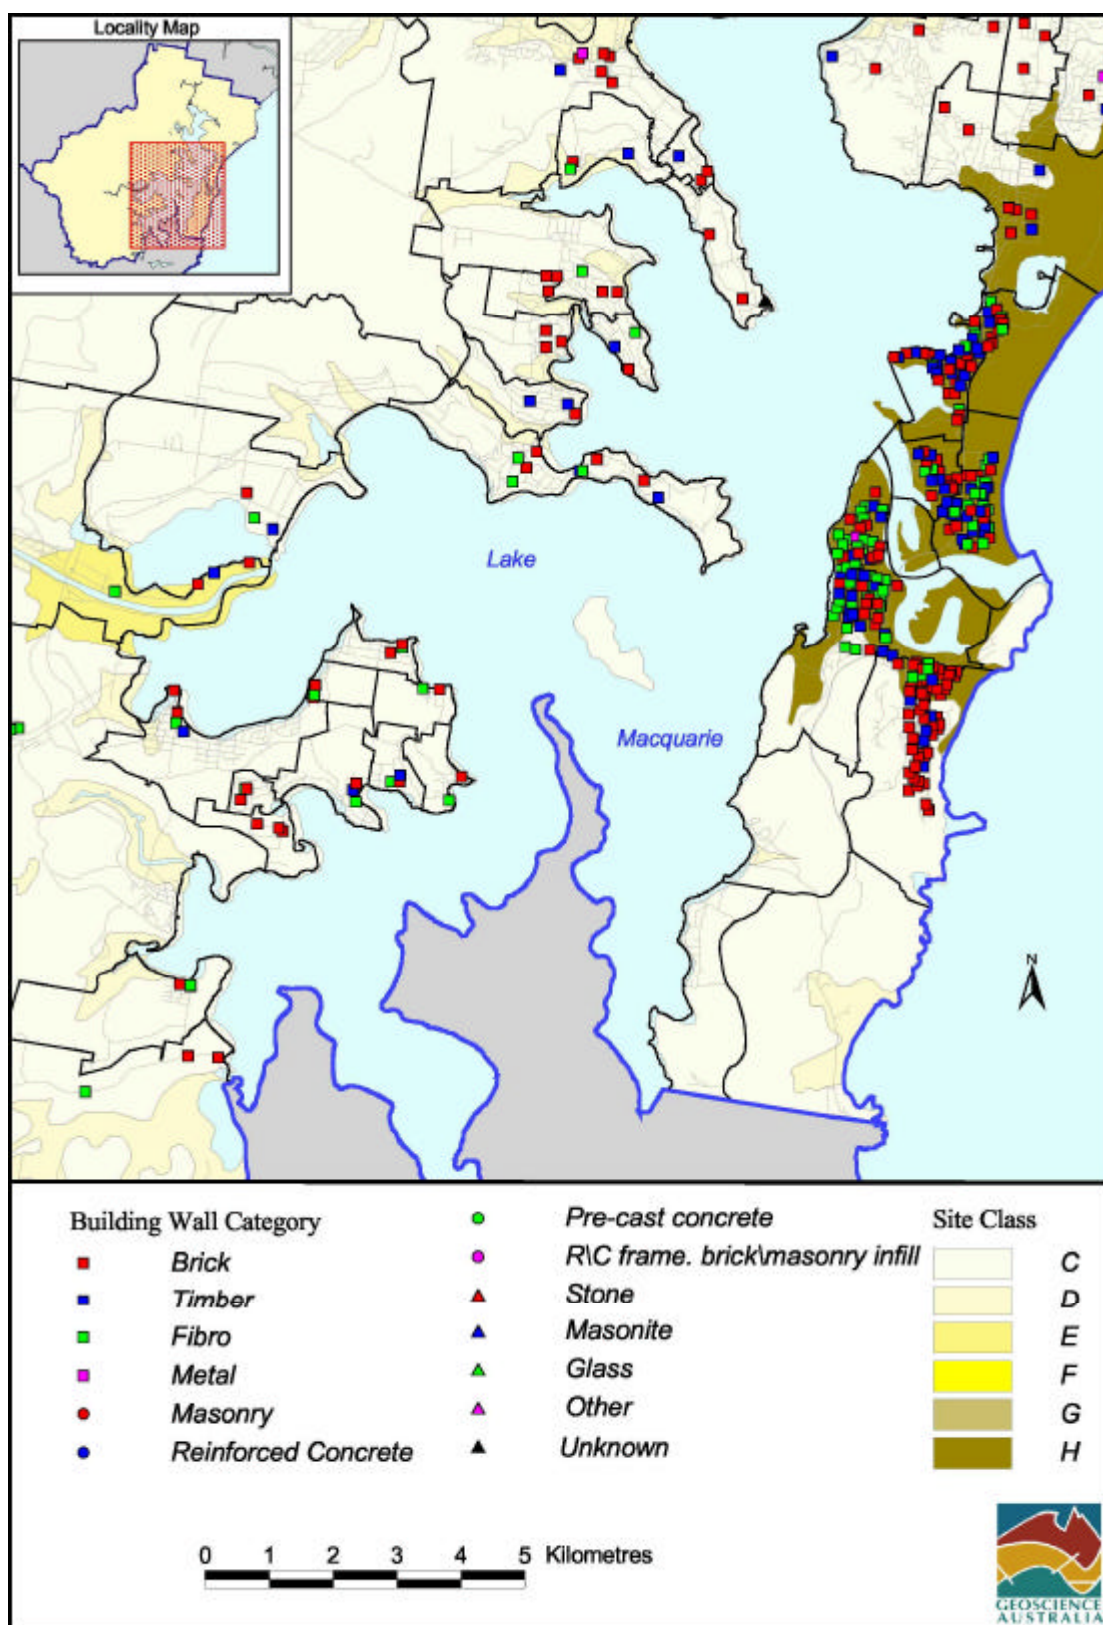 Locality Map
Lake
Macquarie
N
Building Wall Category
Brick
Timber
Fibro
Metal
Masonry
Reinforced Concrete
Pre-cast concrete
R\C frame. brick\masonry infill
Stone
Masonite
Glass
Other
Unknown
Site Class
C
D
E
F
G
H
0 1 2 3 4 5 Kilometres
GEOSCIENCE
AUSTRALIA